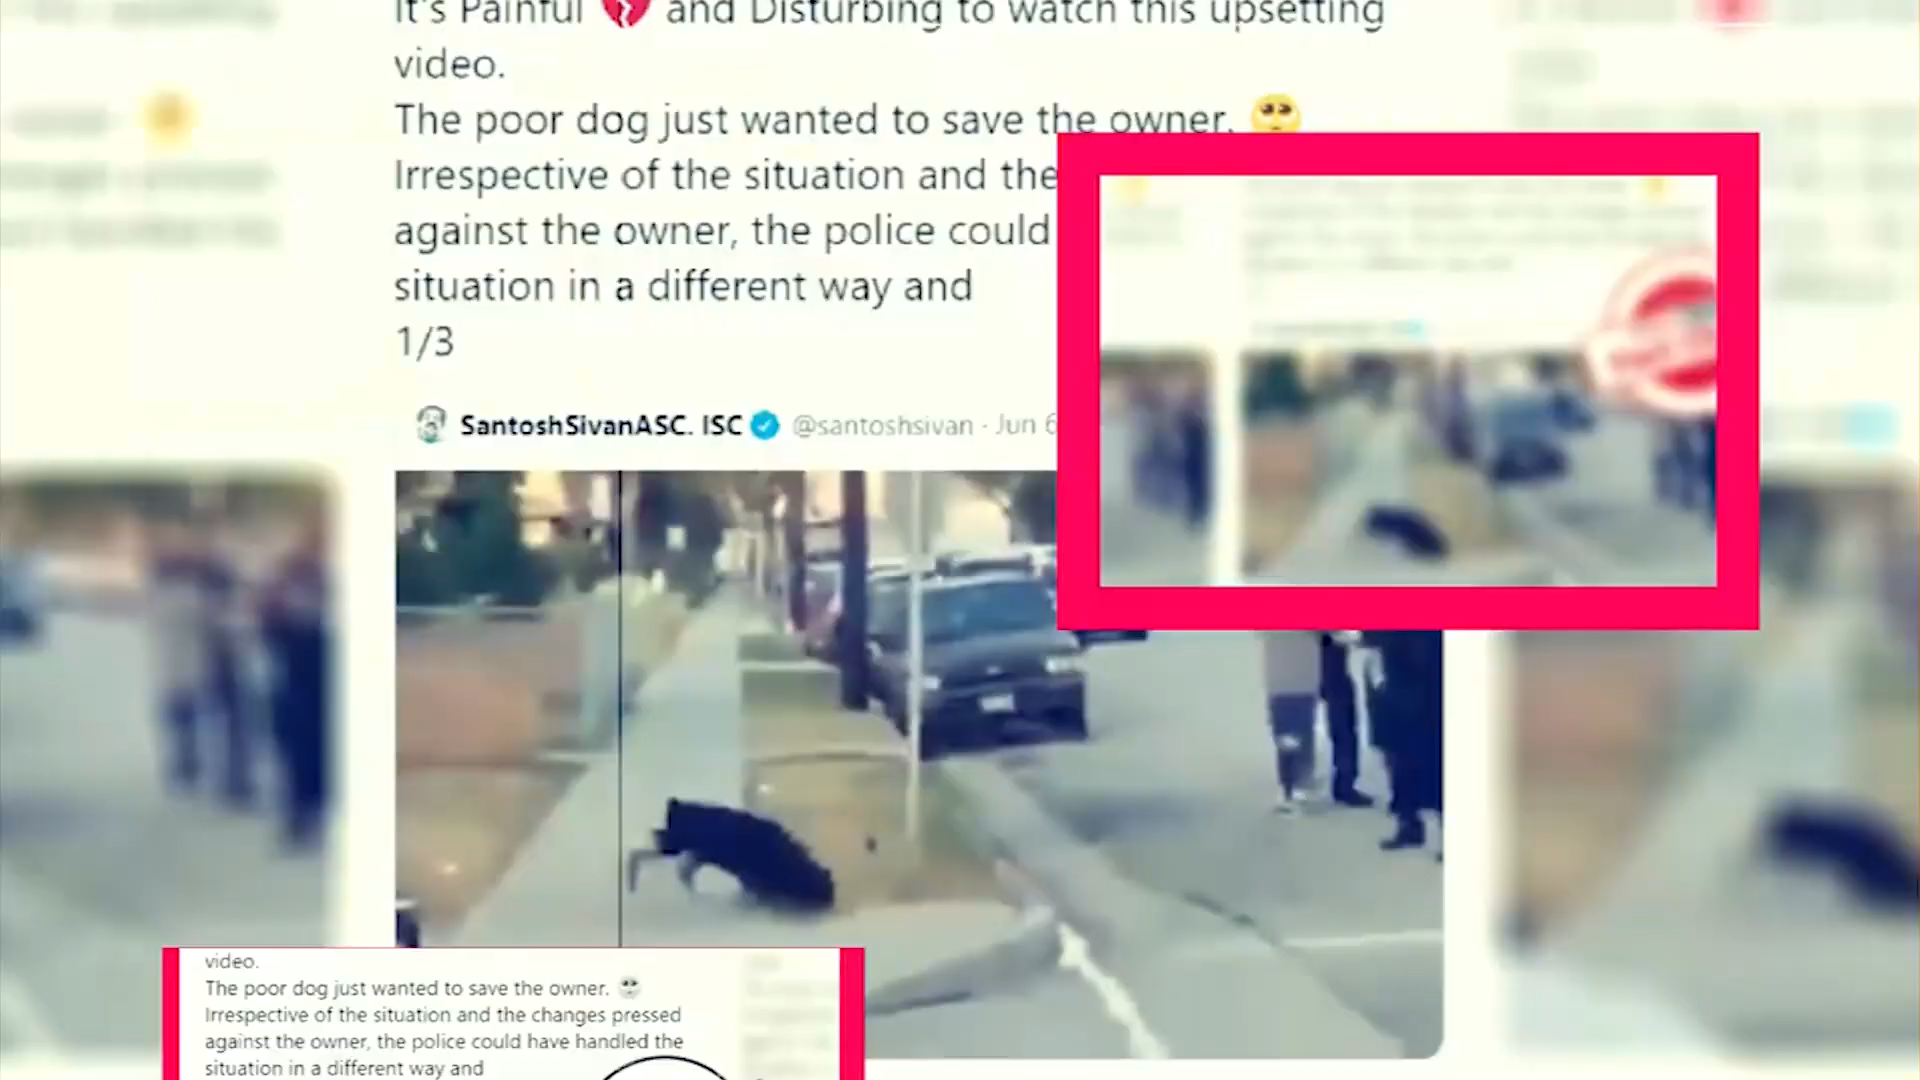 It's Painful 💔 and Disturbing to watch this upsetting
video.
The poor dog just wanted to save the owner. 🥺
Irrespective of the situation and the
against the owner, the police could
situation in a different way and
1/3
SantoshSivanASC. ISC @santoshsivan · Jun 6
video.
The poor dog just wanted to save the owner. 🥺
Irrespective of the situation and the changes pressed
against the owner, the police could have handled the
situation in a different way and